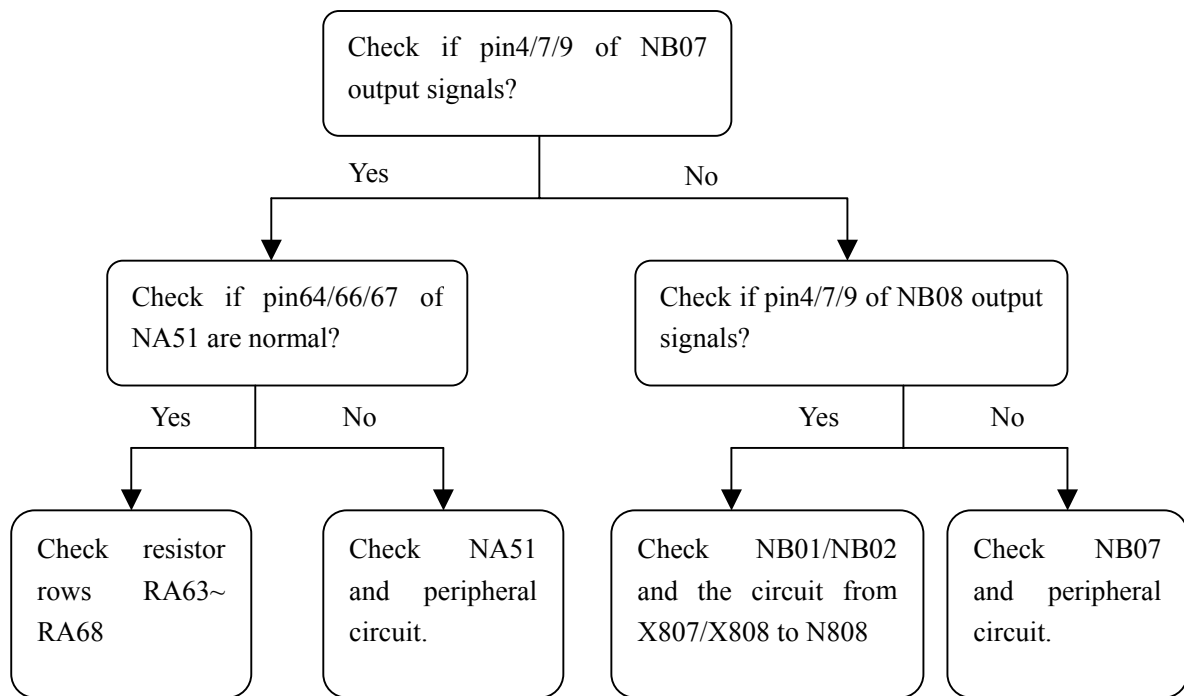 Check if pin4/7/9 of NB07
output signals?
Yes
No
Check if pin64/66/67 of
NA51 are normal?
Check if pin4/7/9 of NB08 output
signals?
Yes
No
Yes
No
Check resistor
rows RA63~
RA68
Check NA51
and peripheral
circuit.
Check NB01/NB02
and the circuit from
X807/X808 to N808
Check NB07
and peripheral
circuit.